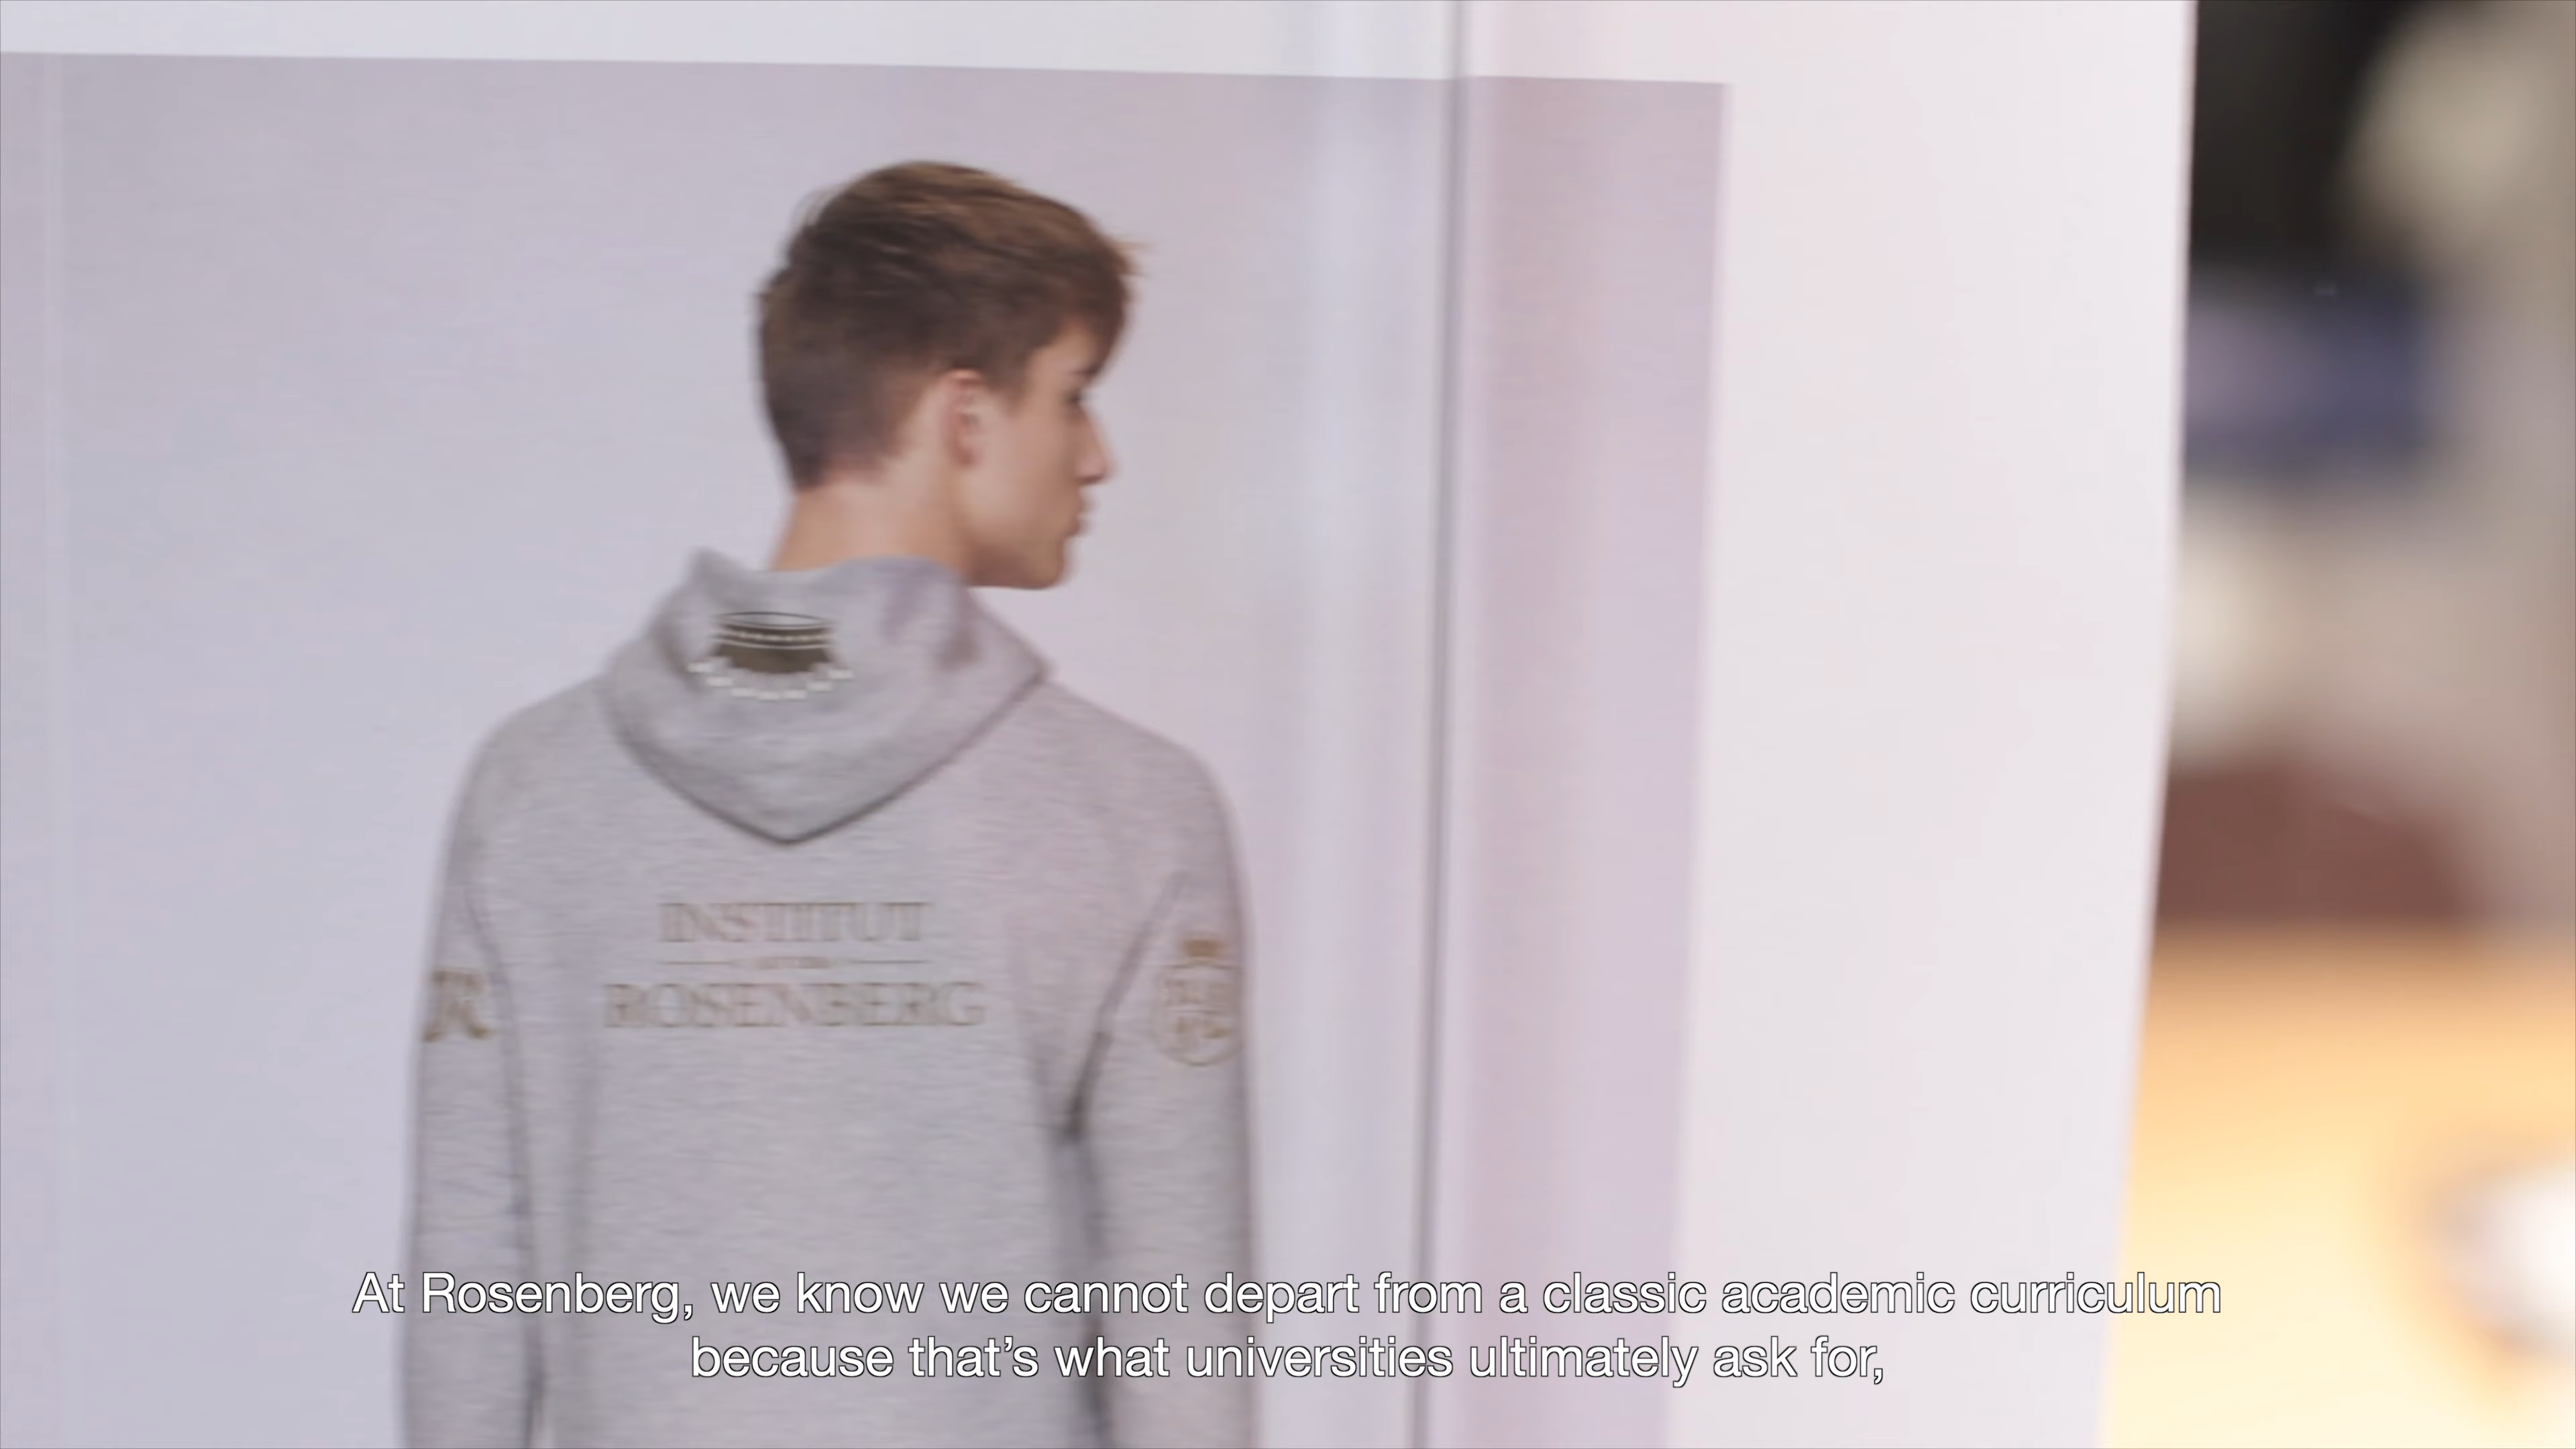 INSTITUT
ROSENBERG
R
At Rosenberg, we know we cannot depart from a classic academic curriculum
because that’s what universities ultimately ask for,